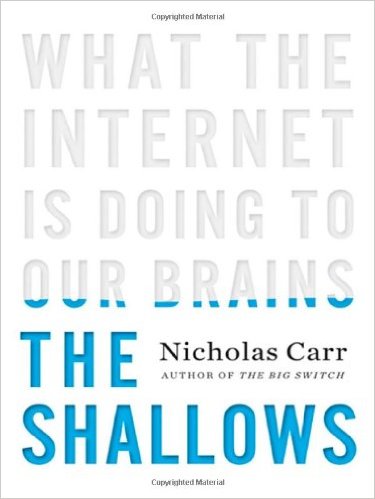 Copyrighted Material
WHAT THE
INTERNET
IS DOING TO
OUR BRAINS
THE
Nicholas Carr
AUTHOR OF THE BIG SWITCH
SHALLOWS
Copyrighted Material